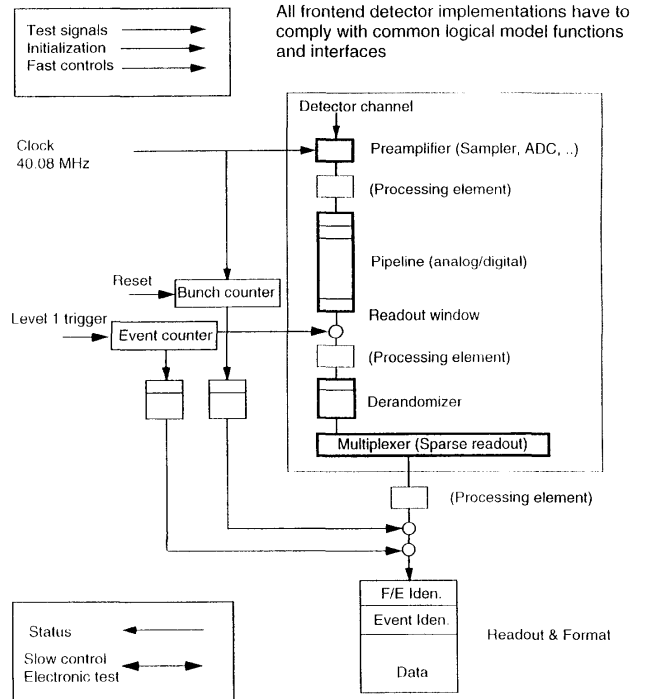 All frontend detector implementations have to
comply with common logical model functions
and interfaces
Test signals
Initialization
Fast controls
Detector channel
Clock
40.08 MHz
Preamplifier (Sampler, ADC, ..)
(Processing element)
Pipeline (analog/digital)
Reset
Bunch counter
Level 1 trigger
Event counter
Readout window
(Processing element)
Derandomizer
Multiplexer (Sparse readout)
(Processing element)
F/E Iden.
Event Iden.
Data
Headout & Format
Status
Slow control
Electronic test